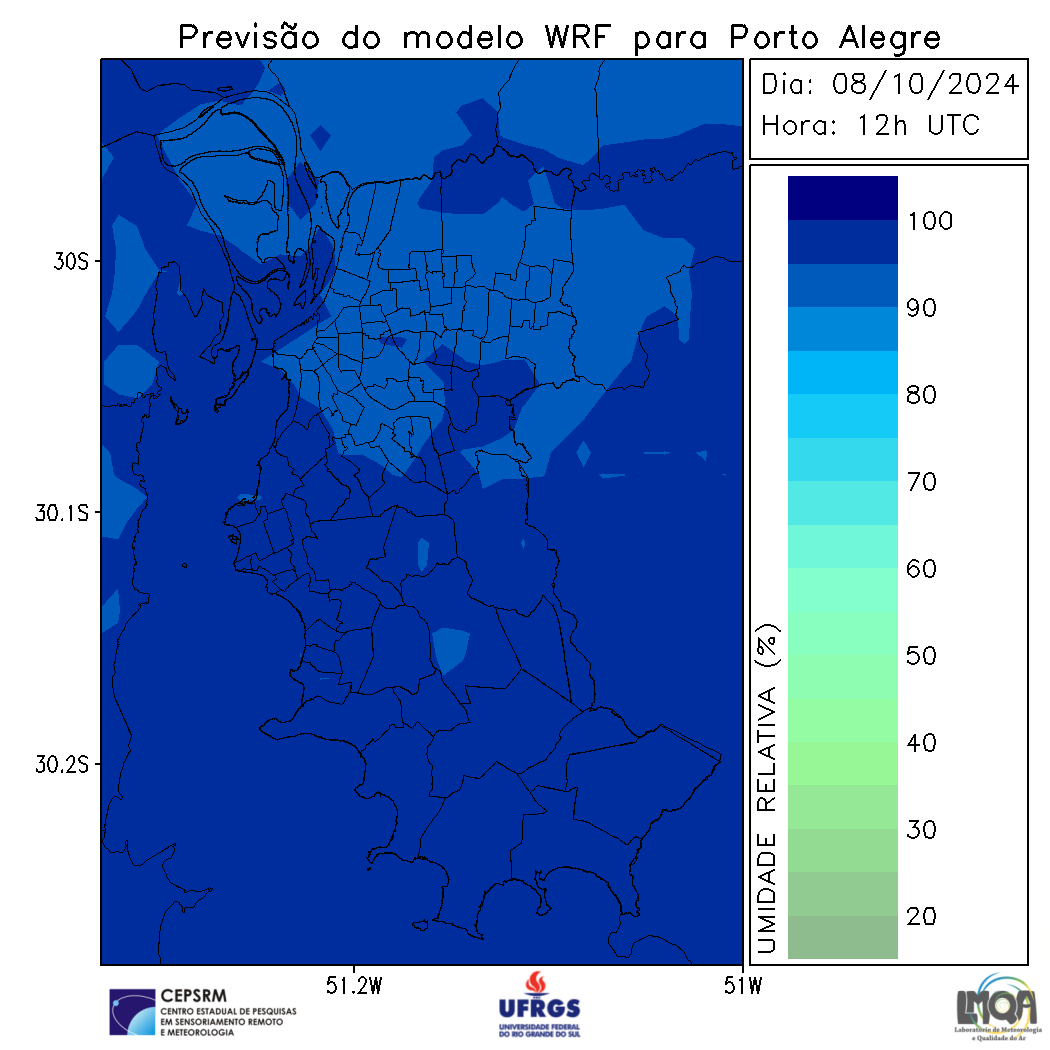 Previsão do modelo WRF para Porto Alegre
Dia: 08/10/2024
Hora: 12h UTC
100
90
80
70
60
50
40
30
20
UMIDADE RELATIVA (%)
30S
30.1S
30.2S
51.2W
51W
CEPSRM
CENTRO ESTADUAL DE PESQUISAS
EM SENSORIAMENTO REMOTO
E METEOROLOGIA
UFRGS
UNIVERSIDADE FEDERAL
DO RIO GRANDE DO SUL
LMQA
Laboratório de Meteorologia
e Qualidade do Ar